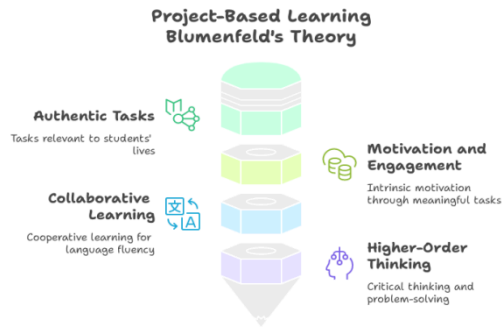 Project-Based Learning
Blumenfeld's Theory
Authentic Tasks
Tasks relevant to students'
lives
Motivation and
Engagement
Intrinsic motivation
through meaningful tasks
Collaborative
Learning
Cooperative learning for
language fluency
Higher-Order
Thinking
Critical thinking and
problem-solving
文
A